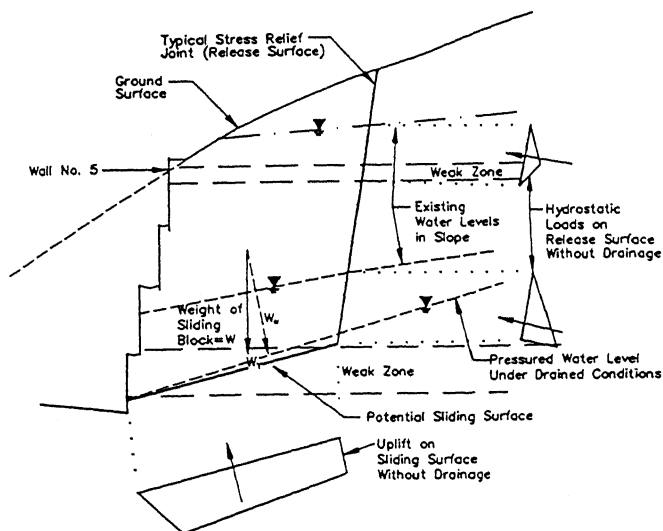 Typical Stress Relief
Joint (Release Surface)
Ground
Surface
Wall No. 5
Weak Zone
Existing
Water Levels
in Slope
Hydrostatic
Loads on
Release Surface
Without Drainage
Weight of
Sliding
Block=W
Pressured Water Level
Under Drained Conditions
Weak Zone
Potential Sliding Surface
Uplift on
Sliding Surface
Without Drainage